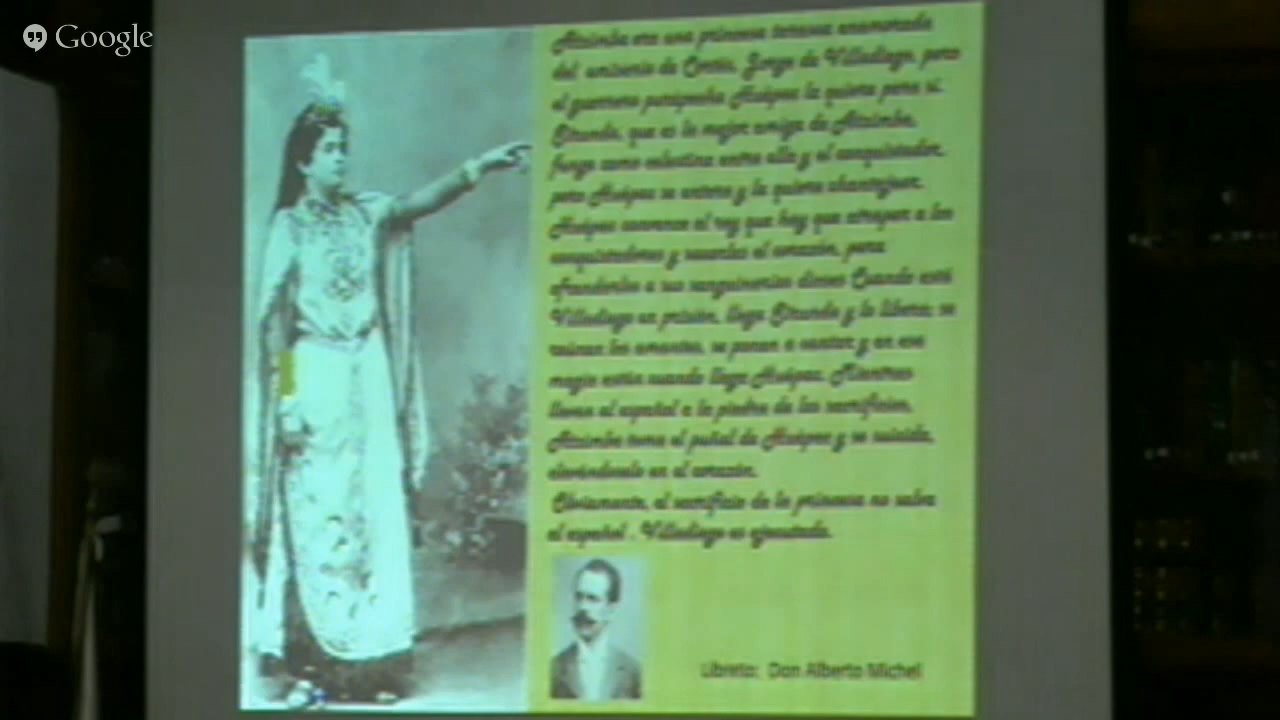 Google
Atzimba era una princesa tarasca enamorada
del emisario de Cortés, Jorge de Villadiego, pero
el guerrero purépecha Huépac la quiere para sí.
Sirunda, que es la mejor amiga de Atzimba,
funge como celestina entre ella y el conquistador,
pero Huépac se entera y la quiere chantajear.
Huépac convence al rey que hay que atrapar a los
conquistadores y sacarles el corazón, para
ofrendarlos a sus sanguinarios dioses Cuando está
Villadiego en prisión, llega Sirunda y lo libera; se
reúnen los amantes, se ponen a cantar y en ese
magia están cuando llega Huépac. Mientras
llevan al español a la piedra de los sacrificios,
Atzimba toma el puñal de Huépac y se suicida,
clavándoselo en el corazón.
Obviamente, el sacrificio de la princesa no salva
al español . Villadiego es ejecutado.
Libreto: Don Alberto Michel